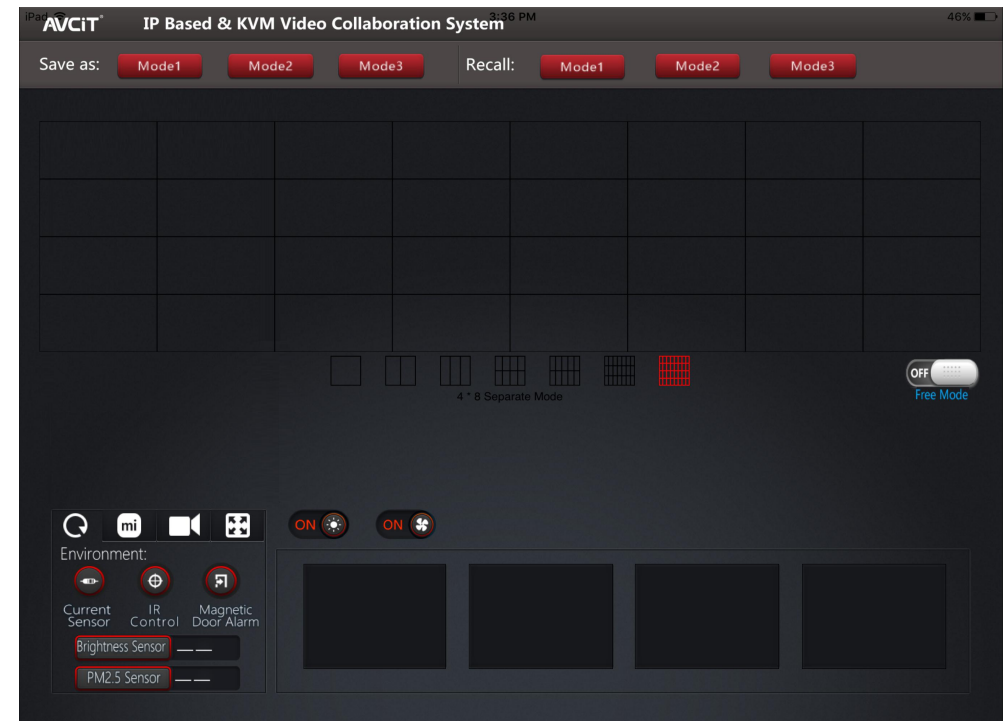 iPad 3:36 PM 46%
AVCiT® IP Based & KVM Video Collaboration System
Save as: Mode1 Mode2 Mode3 Recall: Mode1 Mode2 Mode3
4 * 8 Separate Mode
OFF
Free Mode
mi
ON ON
Environment:
Current Sensor
IR Control
Magnetic Door Alarm
Brightness Sensor — —
PM2.5 Sensor — —